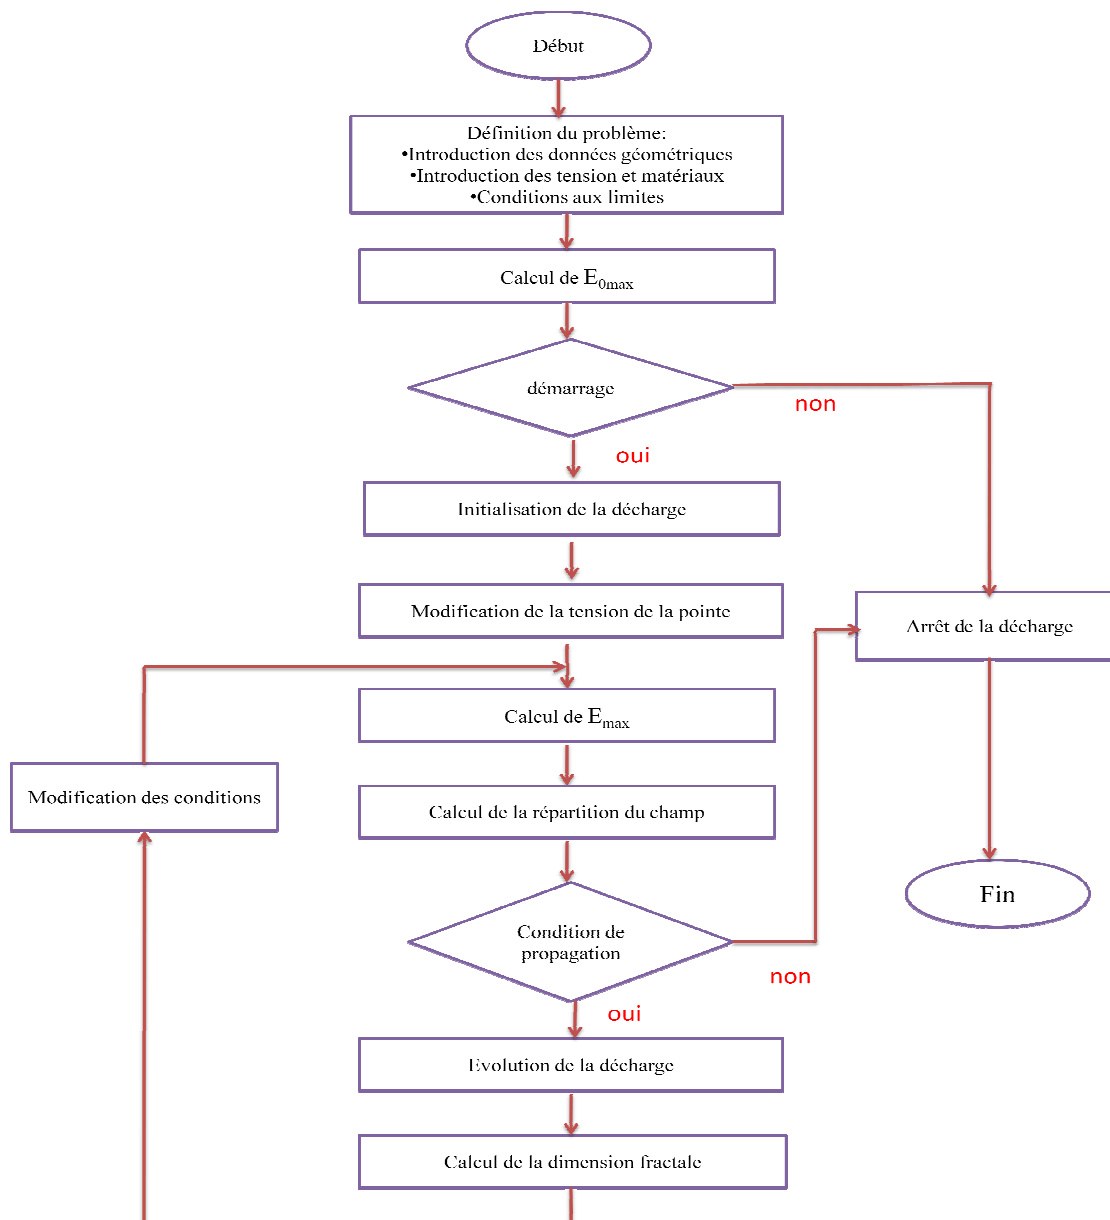 Début
Définition du problème:
•Introduction des données géométriques
•Introduction des tension et matériaux
•Conditions aux limites
Calcul de E0max
démarrage
non
oui
Initialisation de la décharge
Modification de la tension de la pointe
Arrêt de la décharge
Calcul de Emax
Modification des conditions
Calcul de la répartition du champ
Fin
Condition de
propagation
non
oui
Evolution de la décharge
Calcul de la dimension fractale